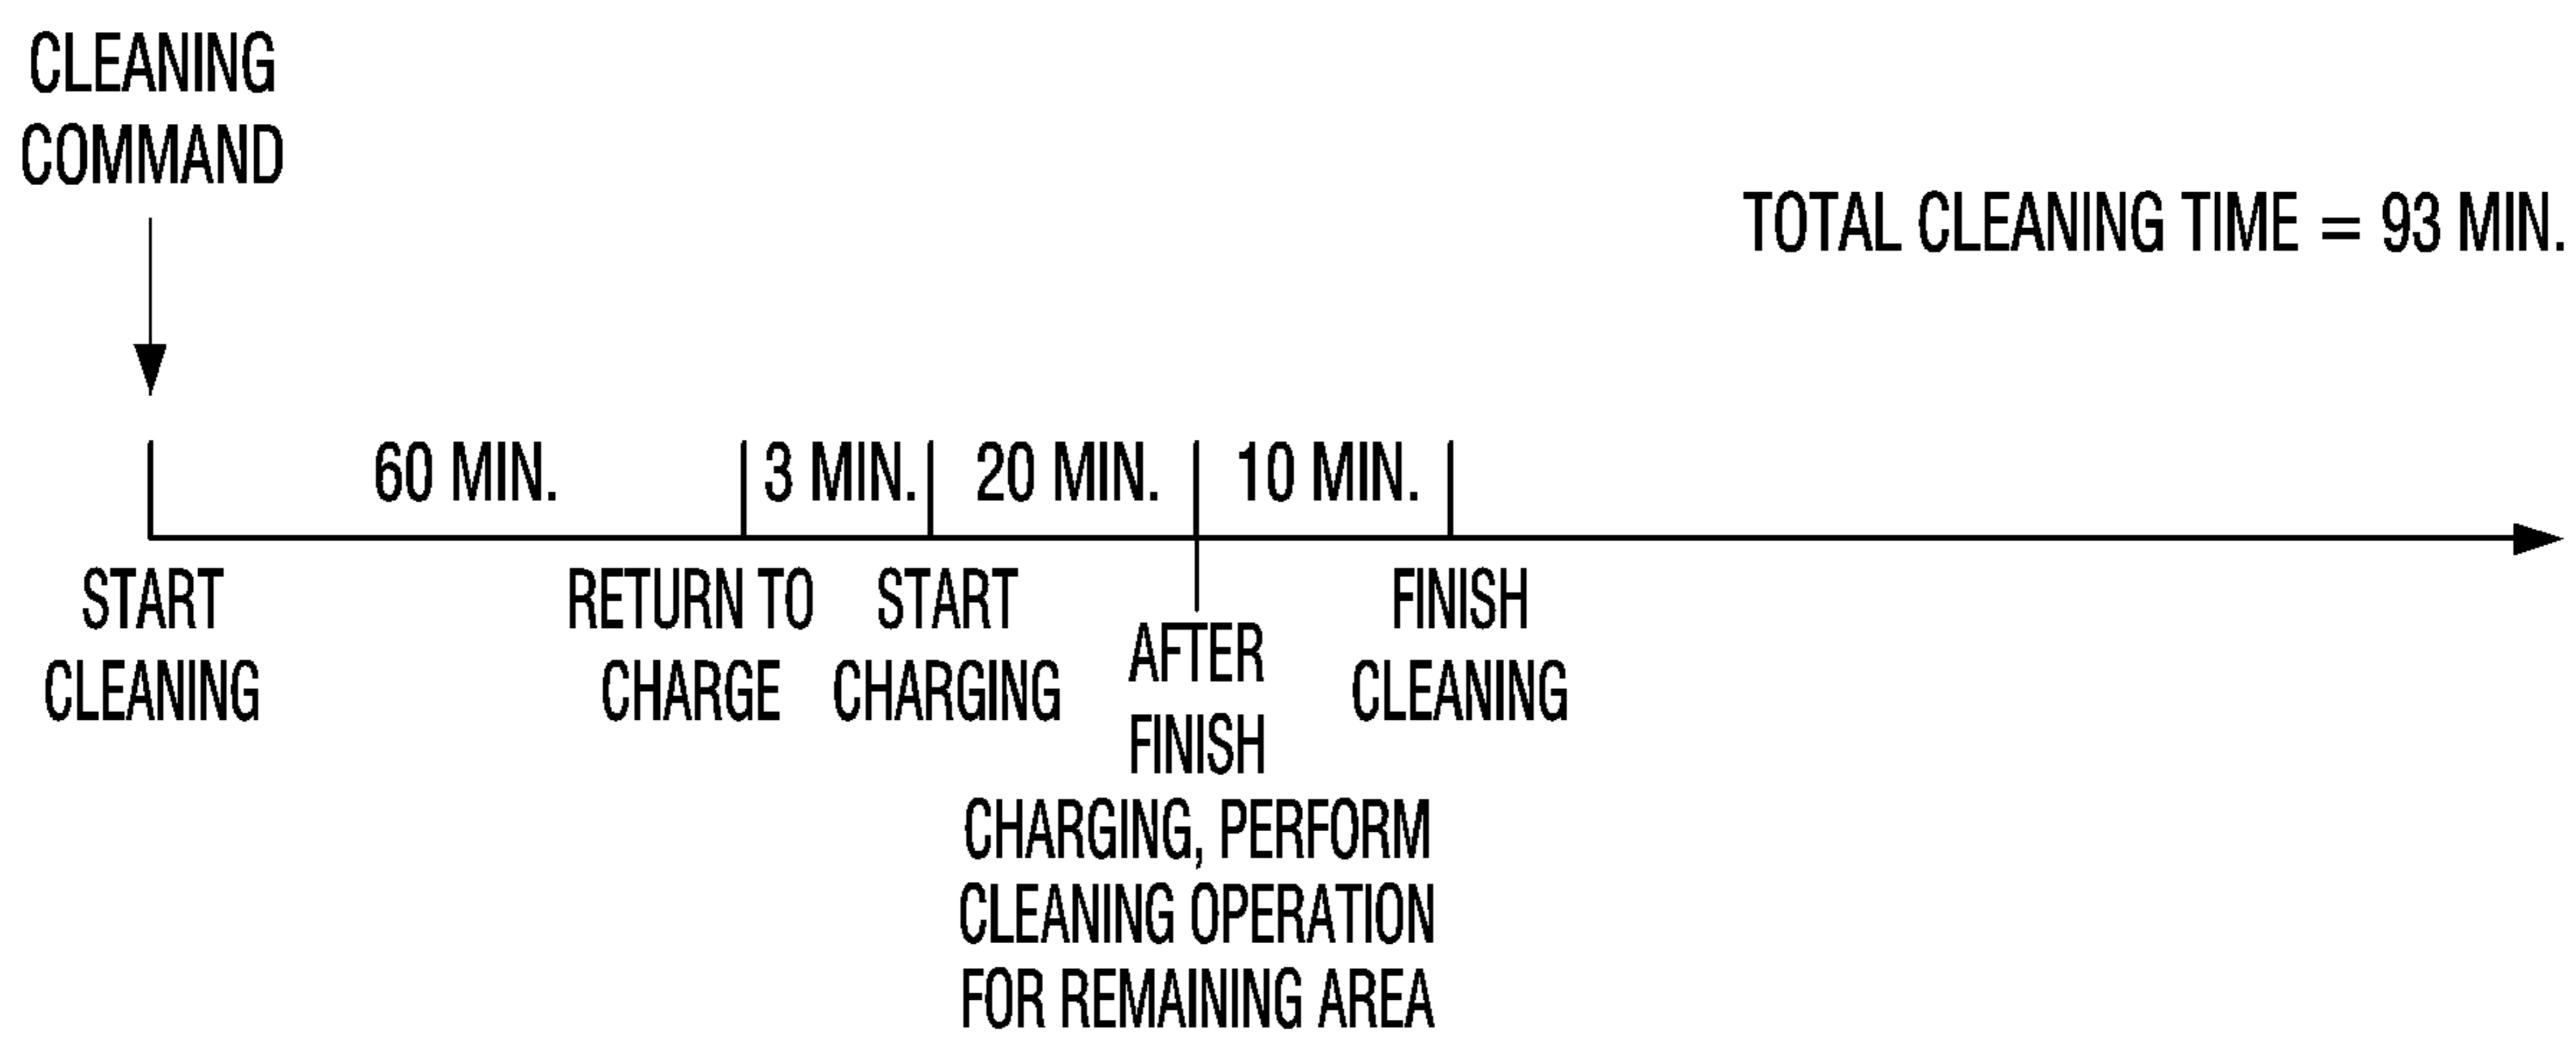 CLEANING
COMMAND
TOTAL CLEANING TIME = 93 MIN.
60 MIN.
3 MIN.
20 MIN.
10 MIN.
START
CLEANING
RETURN TO
CHARGE
START
CHARGING
AFTER
FINISH
CHARGING, PERFORM
CLEANING OPERATION
FOR REMAINING AREA
FINISH
CLEANING